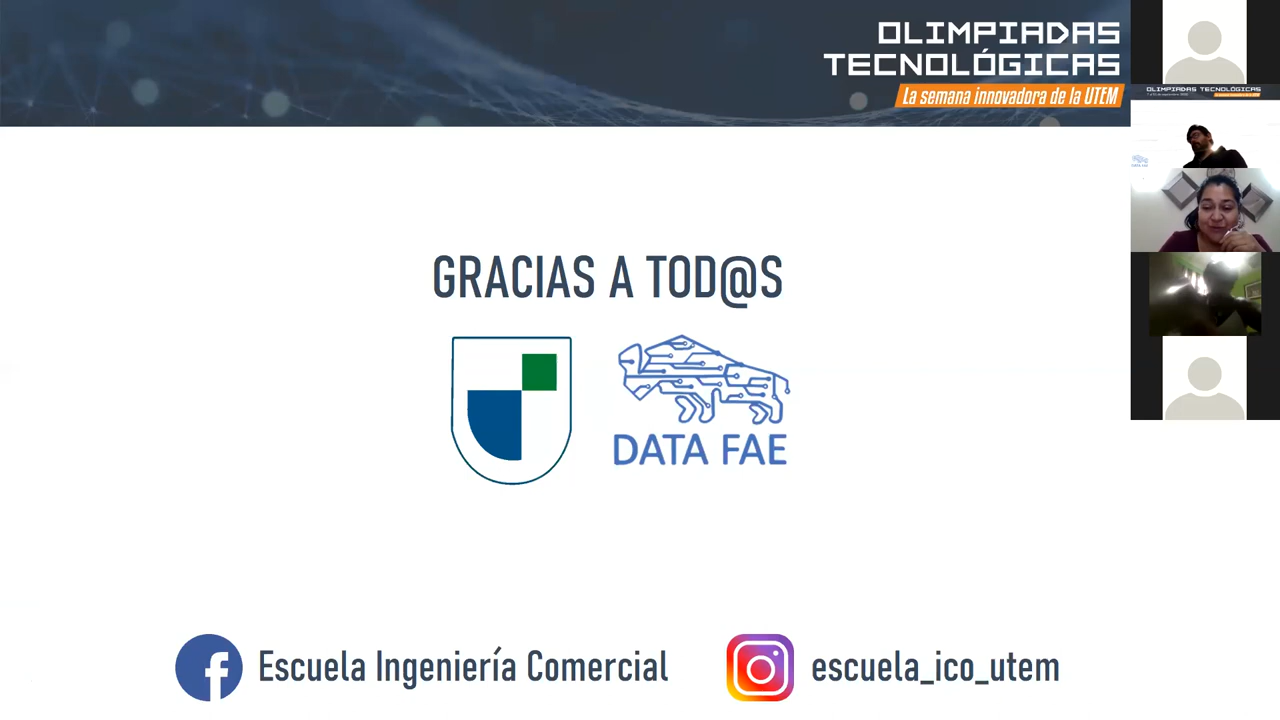 OLIMPIADAS
TECNOLÓGICAS
La semana innovadora de la UTEM
OLIMPIADAS TECNOLÓGICAS
GRACIAS A TOD@S
DATA FAE
Escuela Ingeniería Comercial
escuela_ico_utem